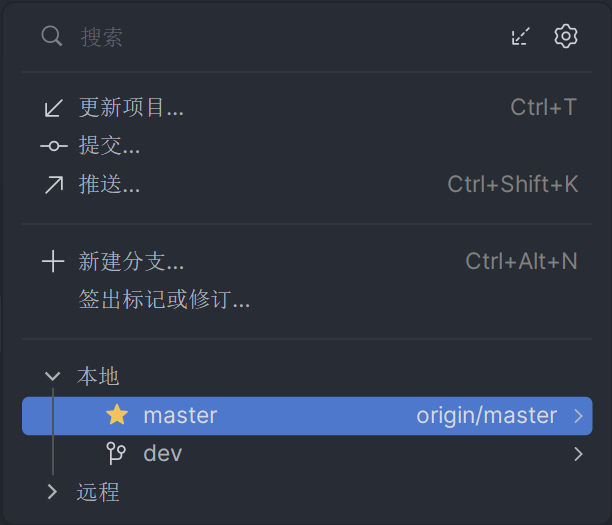 搜索
更新项目... Ctrl+T
提交...
推送... Ctrl+Shift+K
新建分支... Ctrl+Alt+N
签出标记或修订...
本地
master origin/master
dev
远程